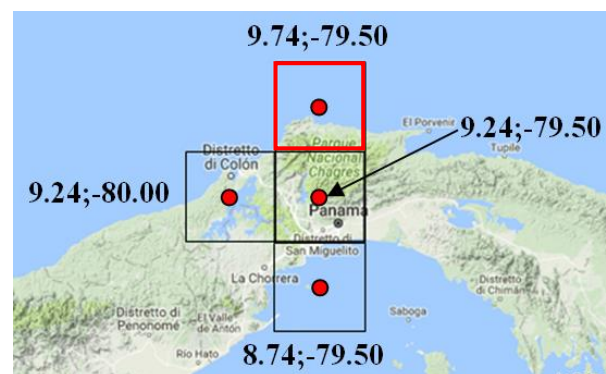 9.74;-79.50
El Porvenir
9.24;-79.50
Tupile
Parque
Nacional
Chagres
Distretto
di Colón
9.24;-80.00
Panama
Distretto di
San Miguelito
La Chorrera
Distretto
di Chimán
Distretto di
Penonomé
El Valle
de Antón
Saboga
Río Hato
8.74;-79.50